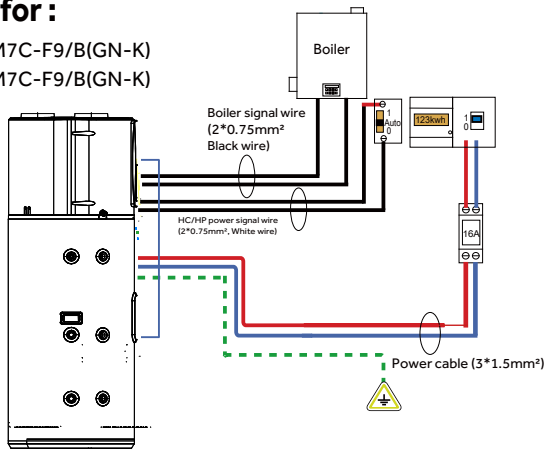 for :
M7C-F9/B(GN-K)
M7C-F9/B(GN-K)
Boiler
Boiler signal wire
(2*0.75mm²
Black wire)
1
Auto
0
123kwh
1
0
HC/HP power signal wire
(2*0.75mm², White wire)
16A
Power cable (3*1.5mm²)